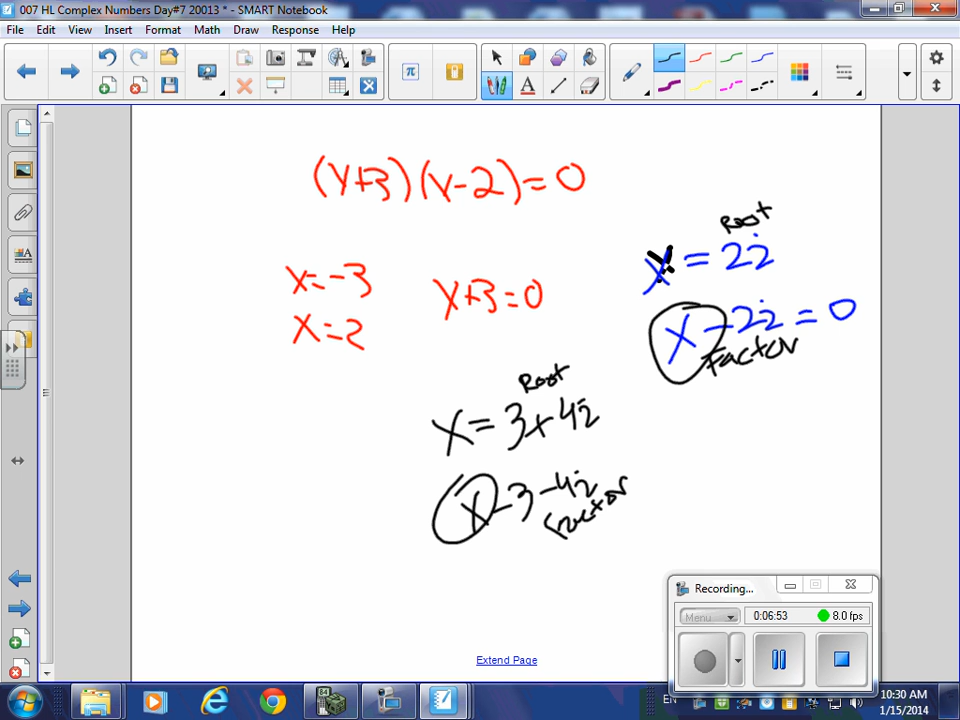 007 HL Complex Numbers Day#7 20013 * - SMART Notebook
File Edit View Insert Format Math Draw Response Help
(x+3)(x-2)=0
Root
x = 2i
x=-3
x+3=0
x - 2i = 0
x=2
Factor
Root
x = 3+4i
x-3-4i
Factor
Recording...
Menu 0:06:53 8.0 fps
Extend Page
84
EN
10:30 AM
1/15/2014